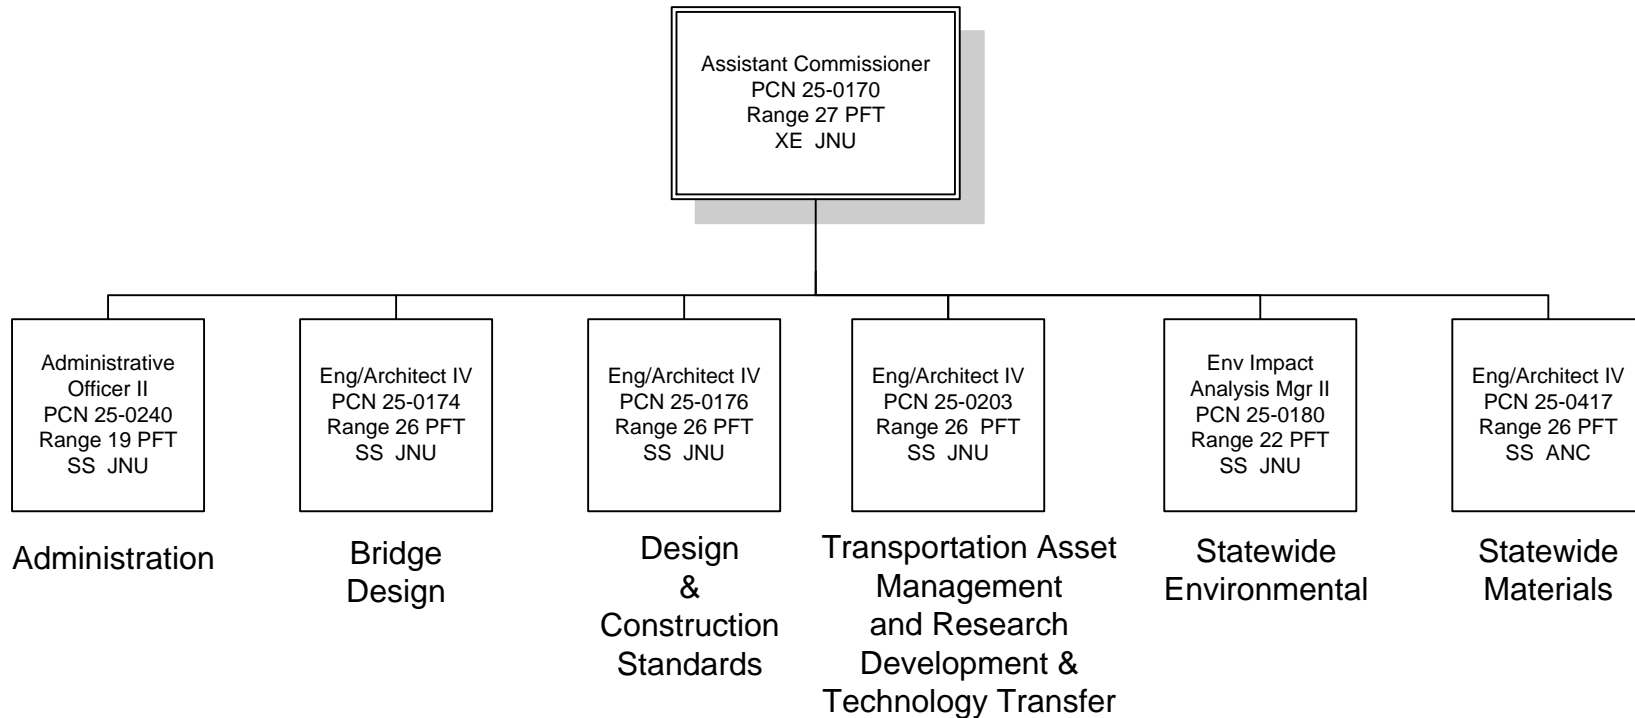 Assistant Commissioner
PCN 25-0170
Range 27 PFT
XE  JNU
Administrative
Officer II
PCN 25-0240
Range 19 PFT
SS  JNU
Administration
Eng/Architect IV
PCN 25-0174
Range 26 PFT
SS  JNU
Bridge
Design
Eng/Architect IV
PCN 25-0176
Range 26 PFT
SS  JNU
Design
&
Construction
Standards
Eng/Architect IV
PCN 25-0203
Range 26  PFT
SS  JNU
Transportation Asset
Management
and Research
Development &
Technology Transfer
Env Impact
Analysis Mgr II
PCN 25-0180
Range 22 PFT
SS  JNU
Statewide
Environmental
Eng/Architect IV
PCN 25-0417
Range 26 PFT
SS  ANC
Statewide
Materials